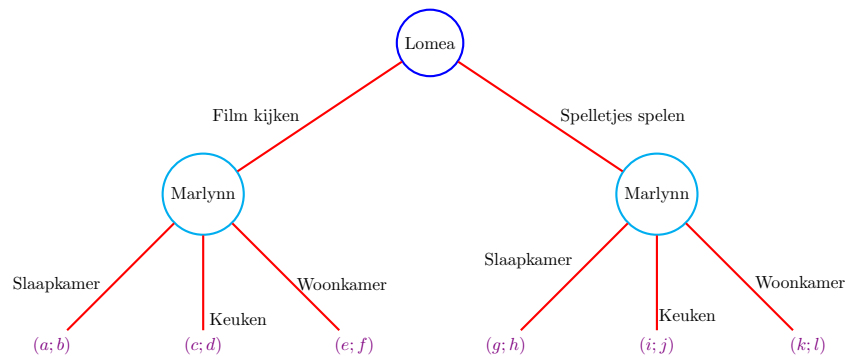 Lomea
Film kijken
Spelletjes spelen
Marlynn
Marlynn
Slaapkamer
Keuken
Woonkamer
Slaapkamer
Keuken
Woonkamer
(a; b)
(c; d)
(e; f)
(g; h)
(i; j)
(k; l)